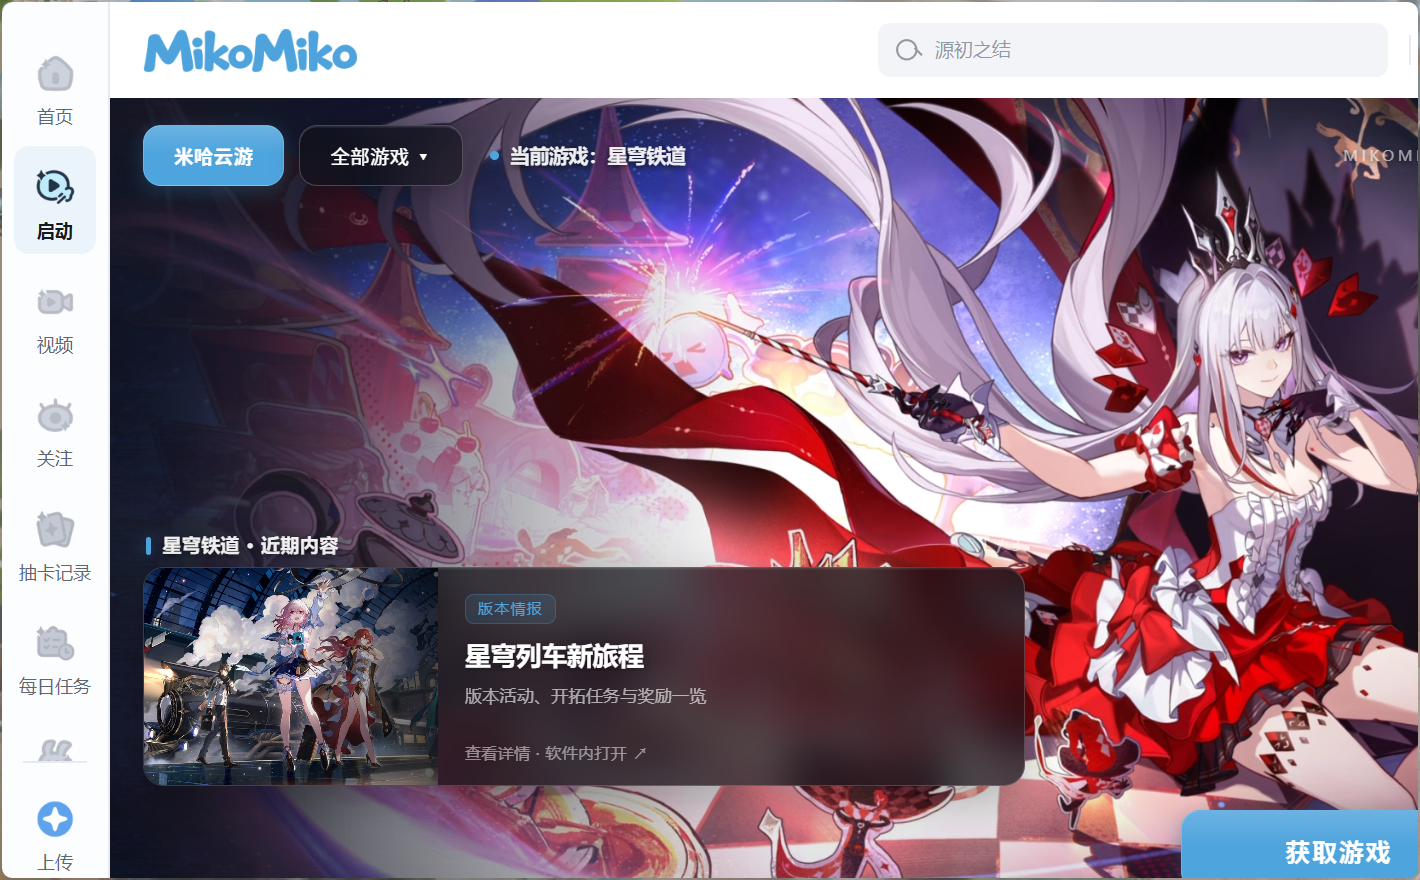 MikoMiko
源初之结
首页
启动
视频
关注
抽卡记录
每日任务
上传
米哈云游
全部游戏 ▾
当前游戏：星穹铁道
MIKOMI
星穹铁道 • 近期内容
版本情报
星穹列车新旅程
版本活动、开拓任务与奖励一览
查看详情 · 软件内打开 ↗
获取游戏